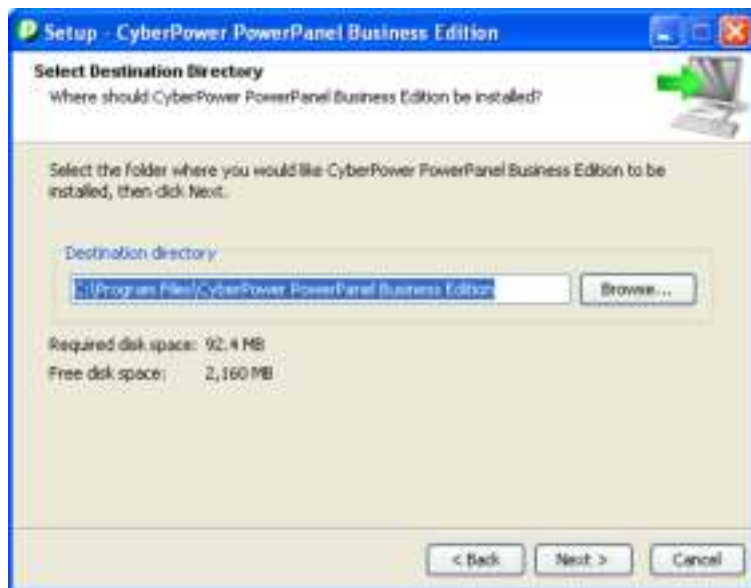 Setup - CyberPower PowerPanel Business Edition
Select Destination Directory
Where should CyberPower PowerPanel Business Edition be installed?
Select the folder where you would like CyberPower PowerPanel Business Edition to be
installed, then click Next.
Destination directory
C:\Program Files\CyberPower PowerPanel Business Edition
Browse...
Required disk space: 92.4 MB
Free disk space: 2,160 MB
< Back
Next >
Cancel